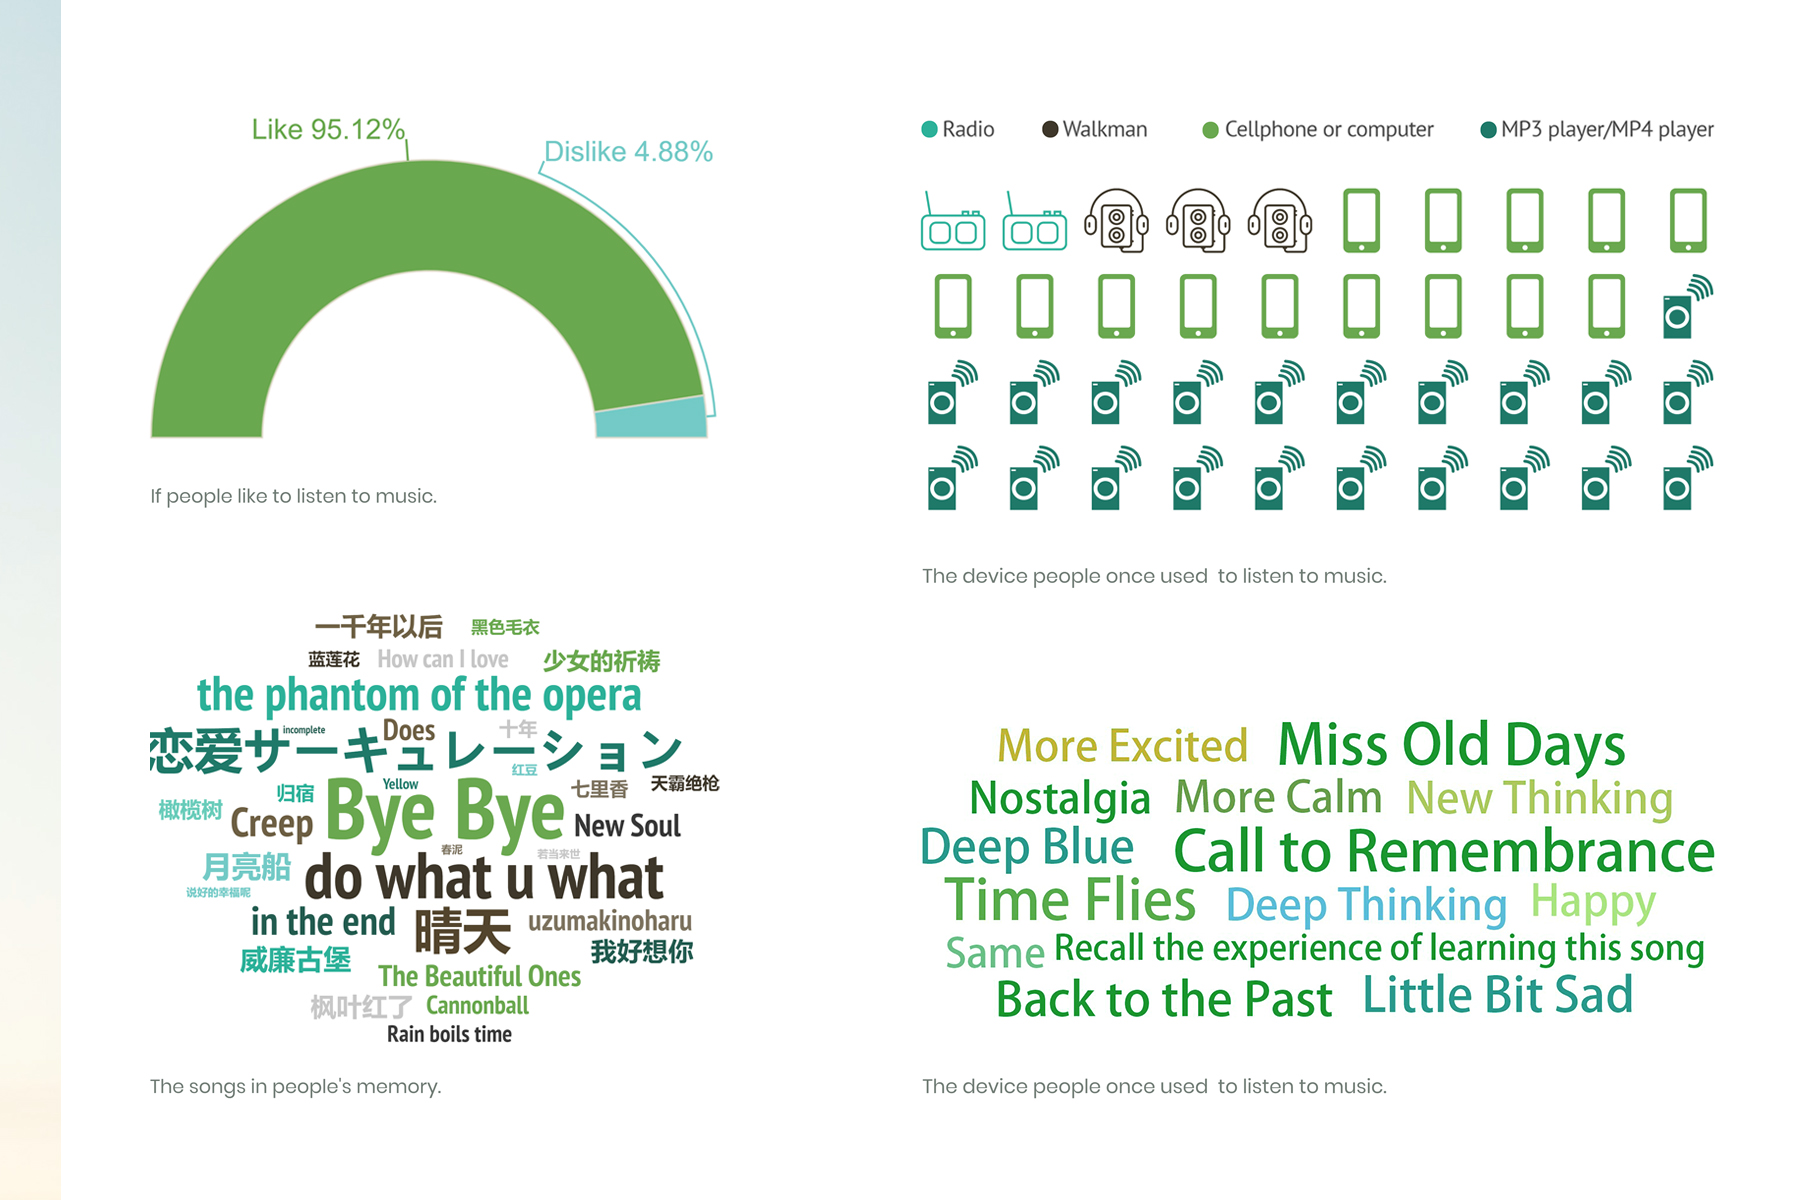 Like 95.12%
Dislike 4.88%
If people like to listen to music.
Radio
Walkman
Cellphone or computer
MP3 player/MP4 player
The device people once used to listen to music.
一千年以后
黑色毛衣
蓝莲花
How can I love
少女的祈祷
the phantom of the opera
incomplete
Does
十年
恋爱サーキュレーション
红豆
Yellow
七里香
天霸绝枪
归宿
橄榄树
Creep
Bye Bye
New Soul
春泥
若当来世
月亮船
do what u what
说好的幸福呢
in the end
晴天
uzumakinoharu
我好想你
威廉古堡
The Beautiful Ones
枫叶红了
Cannonball
Rain boils time
The songs in people's memory.
More Excited
Miss Old Days
Nostalgia
More Calm
New Thinking
Deep Blue
Call to Remembrance
Time Flies
Deep Thinking
Happy
Same
Recall the experience of learning this song
Back to the Past
Little Bit Sad
The device people once used to listen to music.